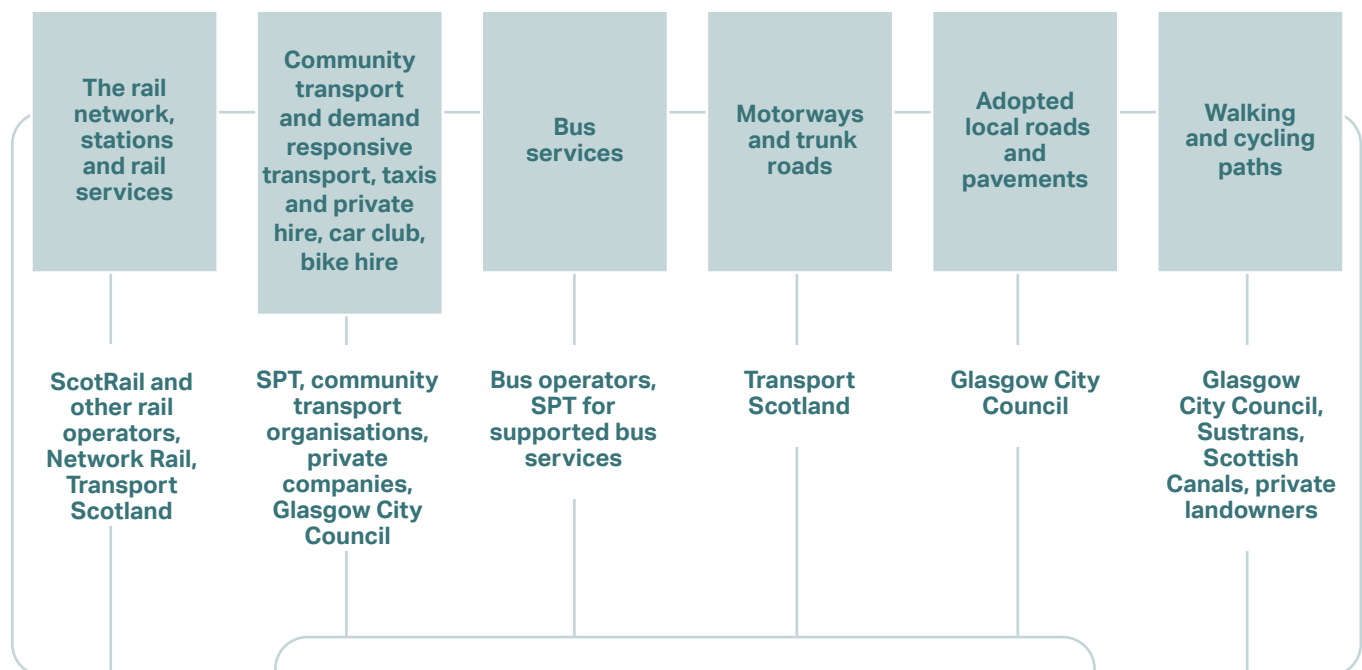 The rail
network,
stations
and rail
services
Community
transport
and demand
responsive
transport, taxis
and private
hire, car club,
bike hire
Bus
services
Motorways
and trunk
roads
Adopted
local roads
and
pavements
Walking
and cycling
paths
ScotRail and
other rail
operators,
Network Rail,
Transport
Scotland
SPT, community
transport
organisations,
private
companies,
Glasgow City
Council
Bus operators,
SPT for
supported bus
services
Transport
Scotland
Glasgow City
Council
Glasgow
City Council,
Sustrans,
Scottish
Canals, private
landowners